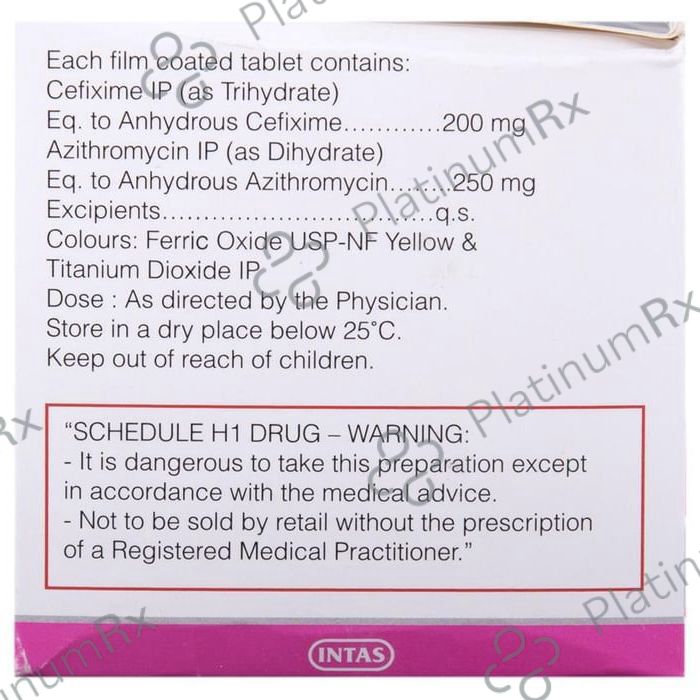 Each film coated tablet contains:
Cefixime IP (as Trihydrate)
Eq. to Anhydrous Cefixime............200 mg
Azithromycin IP (as Dihydrate)
Eq. to Anhydrous Azithromycin........250 mg
Excipients.................................q.s.
Colours: Ferric Oxide USP-NF Yellow &
Titanium Dioxide IP
Dose : As directed by the Physician.
Store in a dry place below 25°C.
Keep out of reach of children.
"SCHEDULE H1 DRUG – WARNING:
- It is dangerous to take this preparation except
in accordance with the medical advice.
- Not to be sold by retail without the prescription
of a Registered Medical Practitioner."
INTAS
PlatinumRx
PlatinumRx
PlatinumRx
Rx
PlatinumRx
PlatinumRx